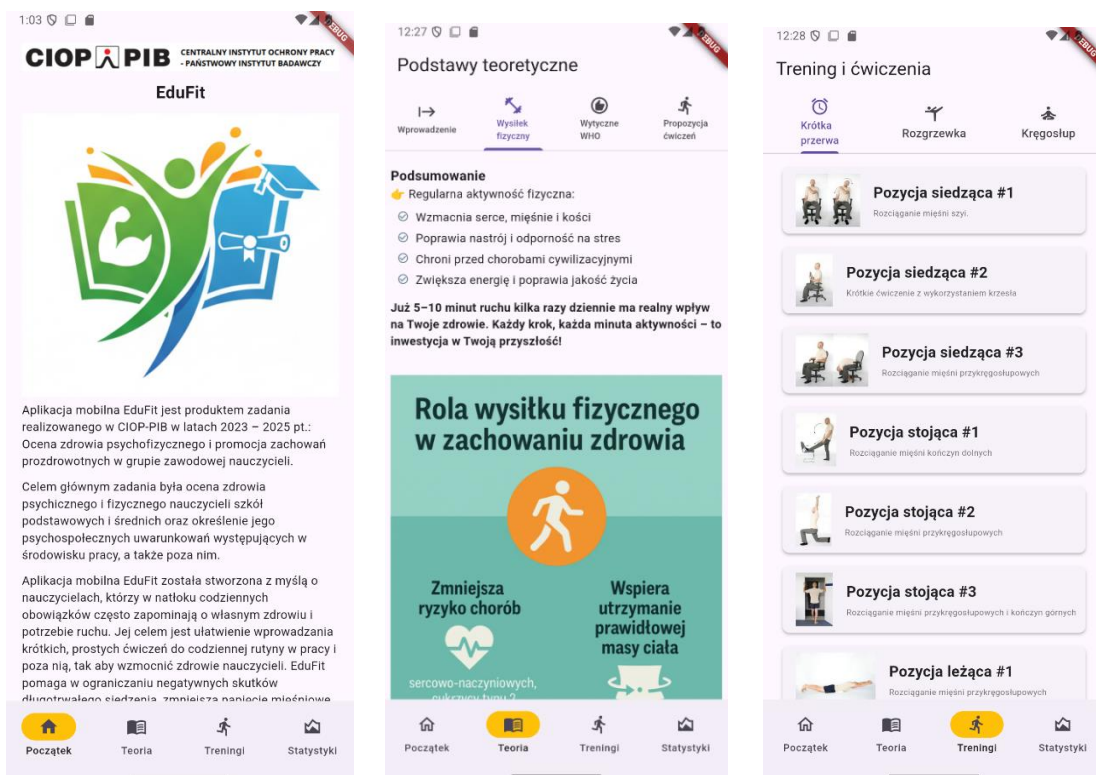 1:03
DEBUG
CIOP PIB
CENTRALNY INSTYTUT OCHRONY PRACY
- PAŃSTWOWY INSTYTUT BADAWCZY
EduFit
Aplikacja mobilna EduFit jest produktem zadania
realizowanego w CIOP-PIB w latach 2023 – 2025 pt.:
Ocena zdrowia psychofizycznego i promocja zachowań
prozdrowotnych w grupie zawodowej nauczycieli.
Celem głównym zadania była ocena zdrowia
psychicznego i fizycznego nauczycieli szkół
podstawowych i średnich oraz określenie jego
psychospołecznych uwarunkowań występujących w
środowisku pracy, a także poza nim.
Aplikacja mobilna EduFit została stworzona z myślą o
nauczycielach, którzy w natłoku codziennych
obowiązków często zapominają o własnym zdrowiu i
potrzebie ruchu. Jej celem jest ułatwienie wprowadzania
krótkich, prostych ćwiczeń do codziennej rutyny w pracy i
poza nią, tak aby wzmocnić zdrowie nauczycieli. EduFit
pomaga w ograniczaniu negatywnych skutków
długotrwałego siedzenia, zmniejsza napięcie mięśniowe
Początek
Teoria
Treningi
Statystyki
12:27
DEBUG
Podstawy teoretyczne
Wprowadzenie
Wysiłek
fizyczny
Wytyczne
WHO
Propozycja
ćwiczeń
Podsumowanie
👉 Regularna aktywność fizyczna:
Wzmacnia serce, mięśnie i kości
Poprawia nastrój i odporność na stres
Chroni przed chorobami cywilizacyjnymi
Zwiększa energię i poprawia jakość życia
Już 5–10 minut ruchu kilka razy dziennie ma realny wpływ
na Twoje zdrowie. Każdy krok, każda minuta aktywności – to
inwestycja w Twoją przyszłość!
Rola wysiłku fizycznego
w zachowaniu zdrowia
Zmniejsza
ryzyko chorób
sercowo-naczyniowych,
cukrzycy typu 2
Wspiera
utrzymanie
prawidłowej
masy ciała
Początek
Teoria
Treningi
Statystyki
12:28
DEBUG
Trening i ćwiczenia
Krótka
przerwa
Rozgrzewka
Kręgosłup
Pozycja siedząca #1
Rozciąganie mięśni szyi.
Pozycja siedząca #2
Krótkie ćwiczenie z wykorzystaniem krzesła
Pozycja siedząca #3
Rozciąganie mięśni przykręgosłupowych
Pozycja stojąca #1
Rozciąganie mięśni kończyn dolnych
Pozycja stojąca #2
Rozciąganie mięśni przykręgosłupowych
Pozycja stojąca #3
Rozciąganie mięśni przykręgosłupowych i kończyn górnych
Pozycja leżąca #1
Rozciąganie mięśni przykręgosłupowych
Początek
Teoria
Treningi
Statystyki